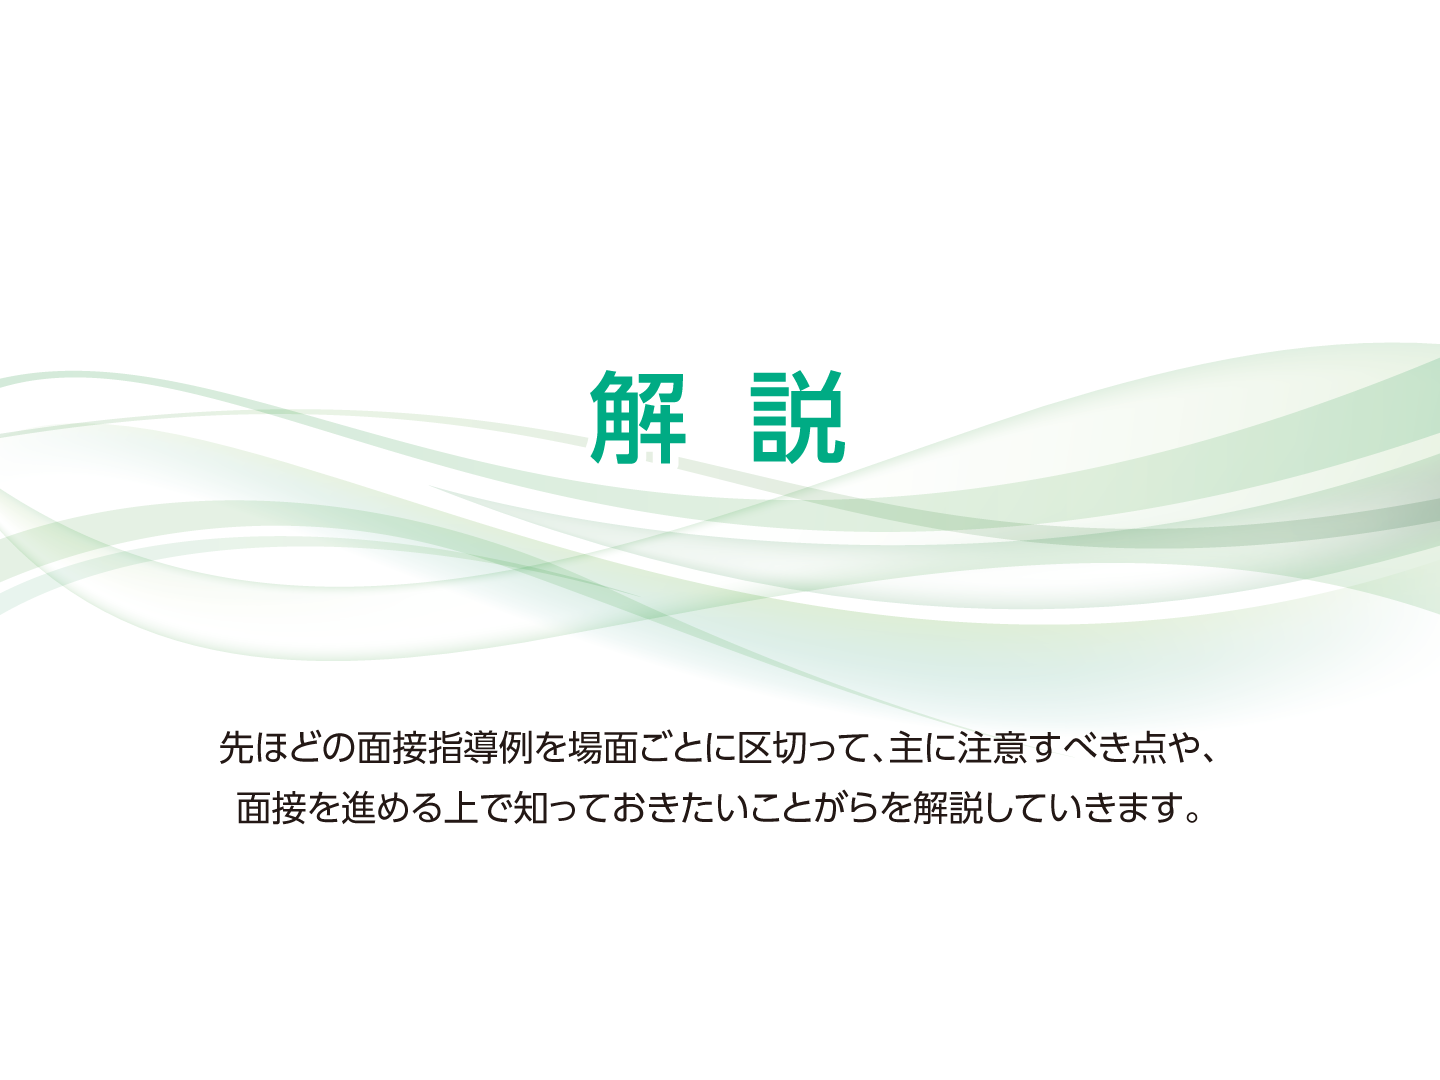 解 説
先ほどの面接指導例を場面ごとに区切って、主に注意すべき点や、
面接を進める上で知っておきたいことがらを解説していきます。